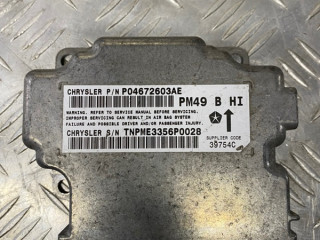 CHRYSLER P/N P04672603AE
PM49 B HI
WARNING. REFER TO SERVICE MANUAL BEFORE SERVICING.
IMPROPER SERVICING CAN RESULT IN AIR BAG SYSTEM
FAILURE AND POSSIBLE DRIVER AND/OR PASSENGER INJURY.
CHRYSLER S/N TNPME3356P0028
SUPPLIER CODE
39754C